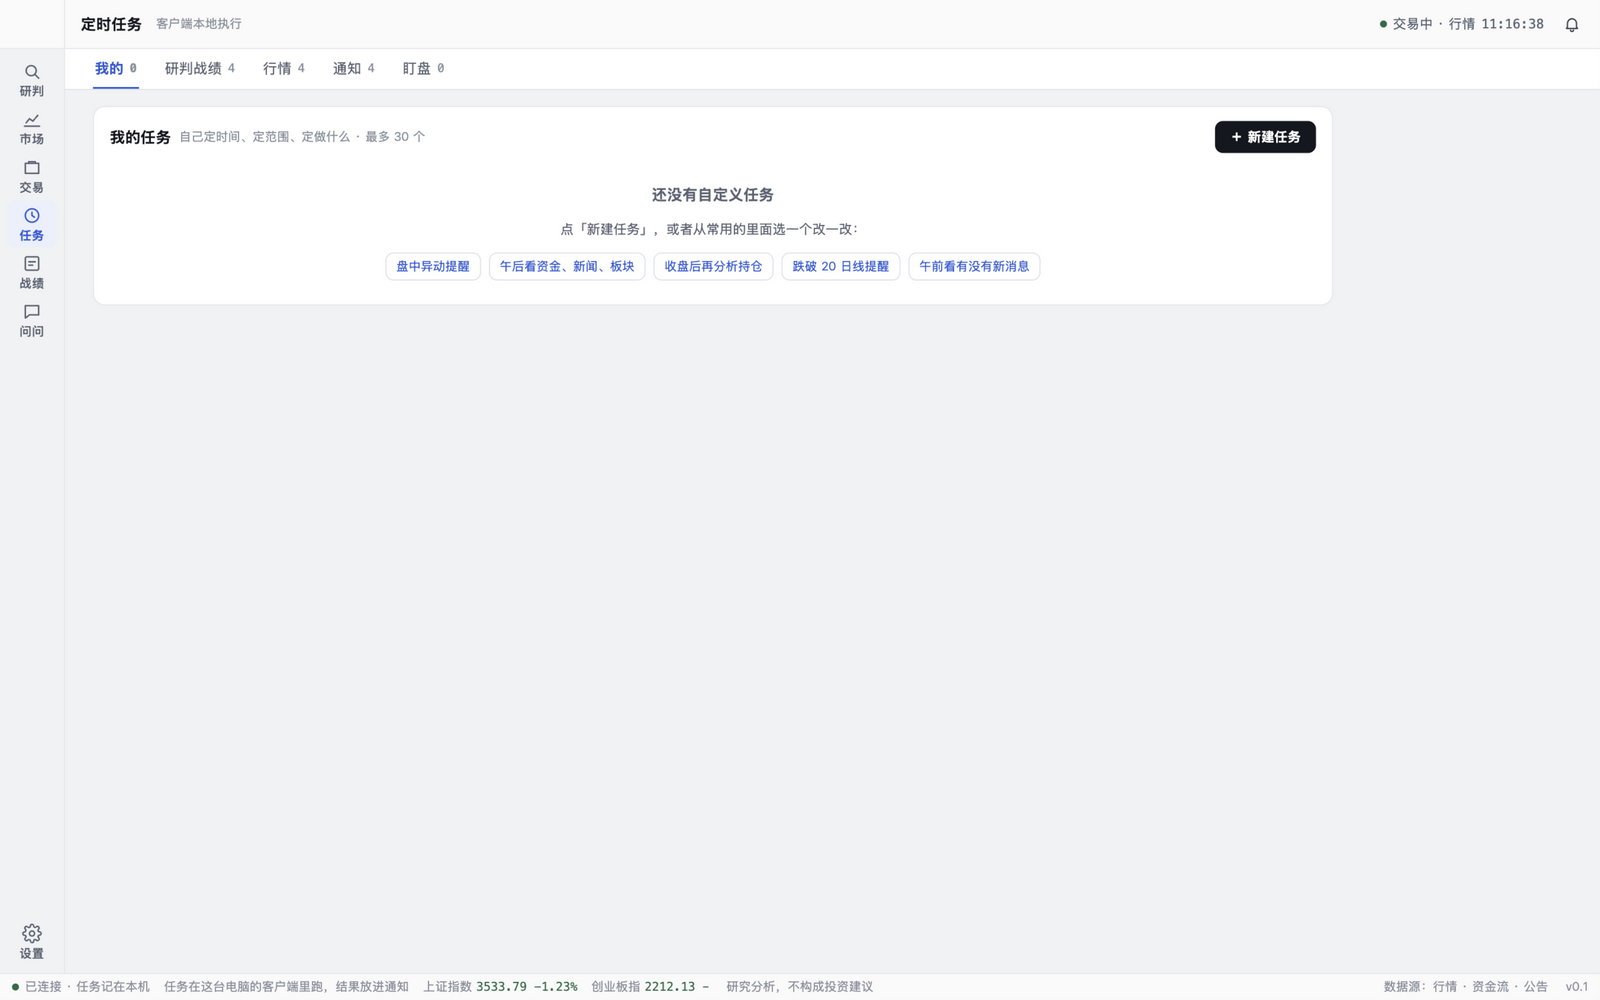 定时任务 客户端本地执行 交易中 · 行情 11:16:38
研判
市场
交易
任务
战绩
问问
设置
我的 0 研判战绩 4 行情 4 通知 4 盯盘 0
我的任务 自己定时间、定范围、定做什么 · 最多 30 个 + 新建任务
还没有自定义任务
点「新建任务」，或者从常用的里面选一个改一改：
盘中异动提醒 午后看资金、新闻、板块 收盘后再分析持仓 跌破 20 日线提醒 午前看有没有新消息
已连接 · 任务记在本机 任务在这台电脑的客户端里跑，结果放进通知 上证指数 3533.79 −1.23% 创业板指 2212.13 – 研究分析，不构成投资建议 数据源：行情 · 资金流 · 公告 v0.1